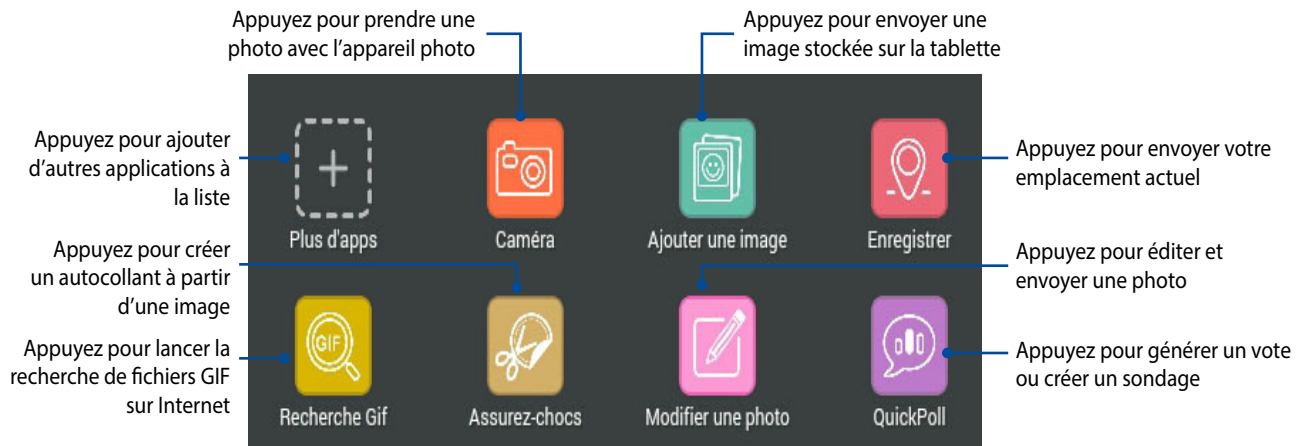 Appuyez pour prendre une
photo avec l'appareil photo
Appuyez pour envoyer une
image stockée sur la tablette
Appuyez pour ajouter
d'autres applications à
la liste
Appuyez pour envoyer votre
emplacement actuel
Plus d'apps
Caméra
Ajouter une image
Enregistrer
Appuyez pour créer
un autocollant à partir
d'une image
Appuyez pour éditer et
envoyer une photo
Appuyez pour lancer la
recherche de fichiers GIF
sur Internet
GIF
Appuyez pour générer un vote
ou créer un sondage
Recherche Gif
Assurez-chocs
Modifier une photo
QuickPoll